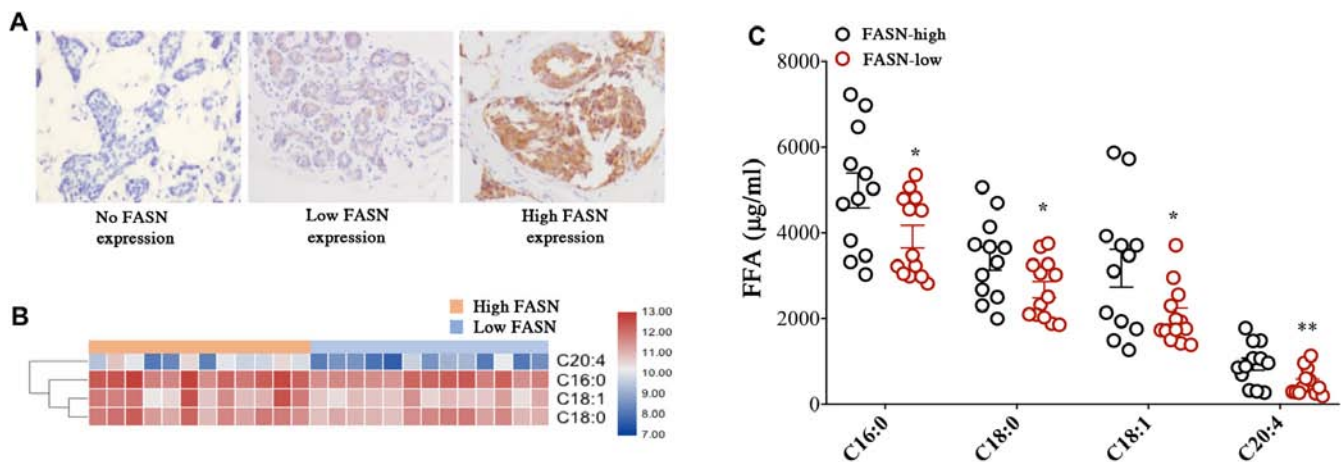 A
No FASN
expression
Low FASN
expression
High FASN
expression
B
High FASN
Low FASN
C20:4
C16:0
C18:1
C18:0
13.00
12.00
11.00
10.00
9.00
8.00
7.00
C
FASN-high
FASN-low
FFA (μg/ml)
8000
6000
4000
2000
0
*
*
*
**
C16:0
C18:0
C18:1
C20:4